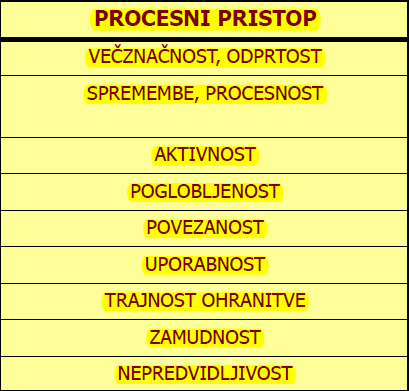 PROCESNI PRISTOP
VEČZNAČNOST, ODPRTOST
SPREMEMBE, PROCESNOST
AKTIVNOST
POGLOBLJENOST
POVEZANOST
UPORABNOST
TRAJNOST OHRANITVE
ZAMUDNOST
NEPREDVIDLJIVOST